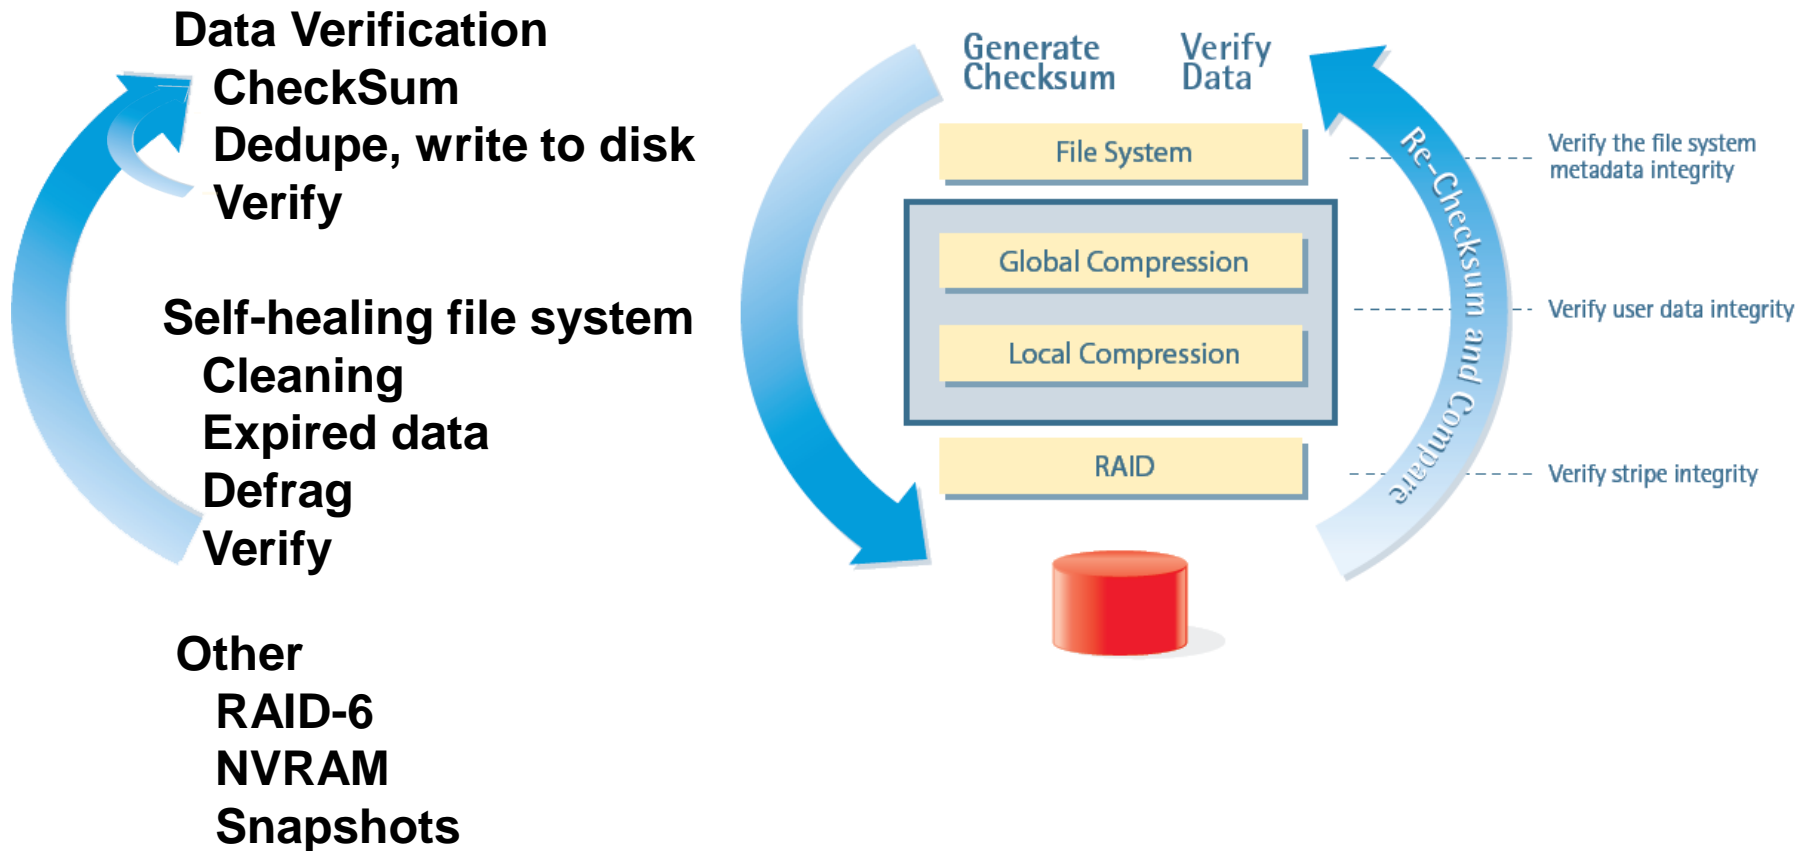 Data Verification
CheckSum
Dedupe, write to disk
Verify
Self-healing file system
Cleaning
Expired data
Defrag
Verify
Other
RAID-6
NVRAM
Snapshots
Generate
Checksum
Verify
Data
File System
Global Compression
Local Compression
RAID
Re-Checksum and Compare
Verify the file system
metadata integrity
Verify user data integrity
Verify stripe integrity